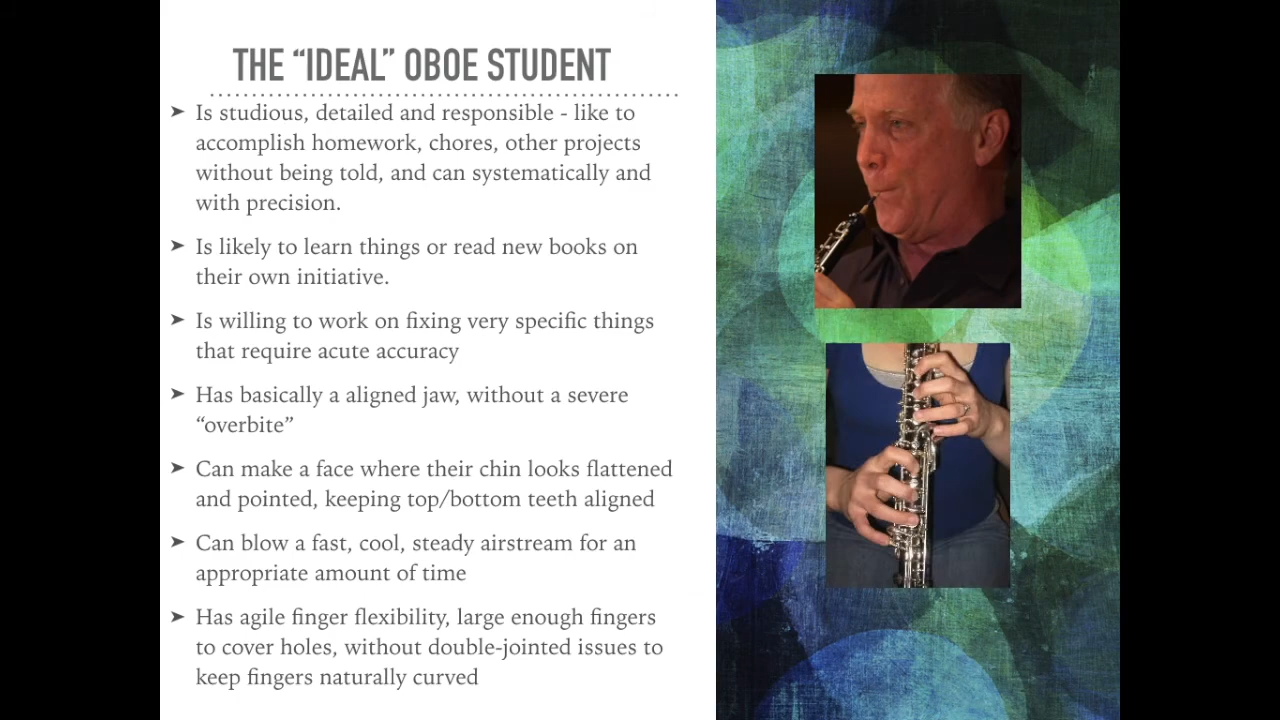 THE “IDEAL” OBOE STUDENT
➤ Is studious, detailed and responsible - like to
accomplish homework, chores, other projects
without being told, and can systematically and
with precision.
➤ Is likely to learn things or read new books on
their own initiative.
➤ Is willing to work on fixing very specific things
that require acute accuracy
➤ Has basically a aligned jaw, without a severe
“overbite”
➤ Can make a face where their chin looks flattened
and pointed, keeping top/bottom teeth aligned
➤ Can blow a fast, cool, steady airstream for an
appropriate amount of time
➤ Has agile finger flexibility, large enough fingers
to cover holes, without double-jointed issues to
keep fingers naturally curved